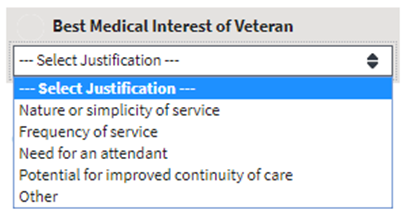 Best Medical Interest of Veteran
--- Select Justification ---
--- Select Justification ---
Nature or simplicity of service
Frequency of service
Need for an attendant
Potential for improved continuity of care
Other